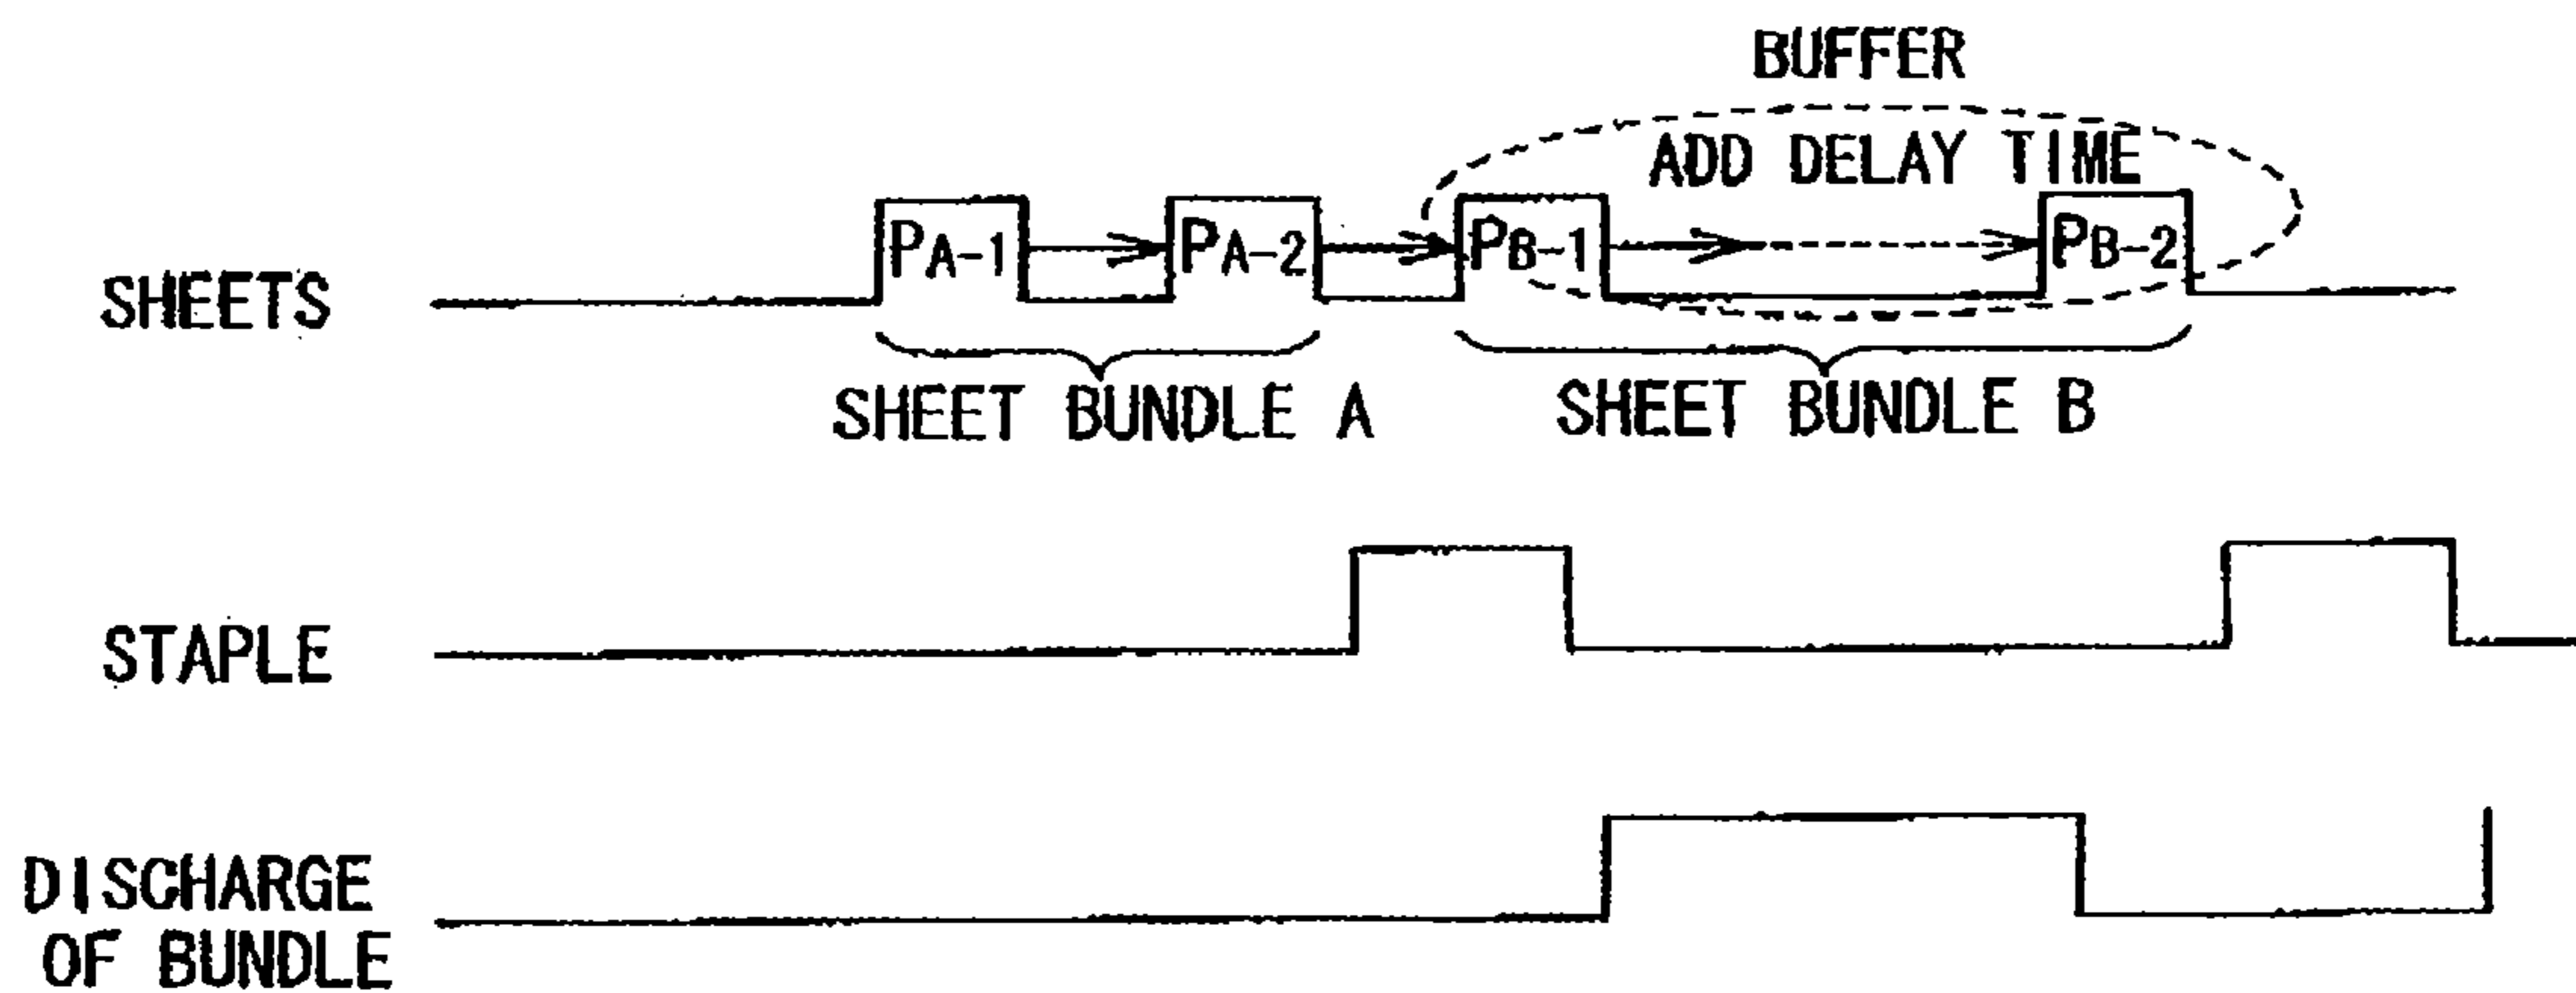 BUFFER
ADD DELAY TIME
SHEETS
PA-1
PA-2
PB-1
PB-2
SHEET BUNDLE A
SHEET BUNDLE B
STAPLE
DISCHARGE
OF BUNDLE